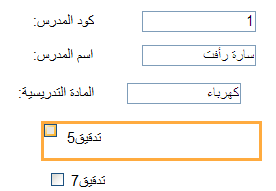 كود المدرس: 1
اسم المدرس: سارة رأفت
المادة التدريسية: كهرباء
تدقيق5
تدقيق7